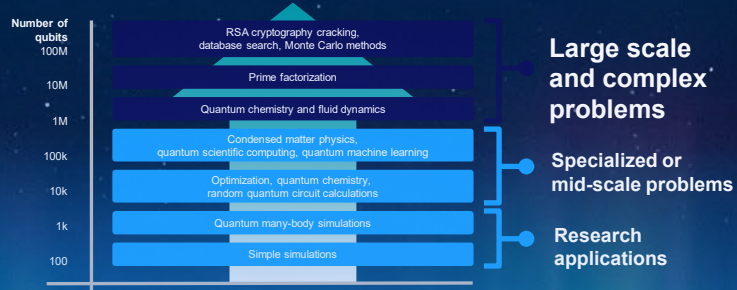 Number of
qubits
100M
10M
1M
100k
10k
1k
100
RSA cryptography cracking,
database search, Monte Carlo methods
Prime factorization
Quantum chemistry and fluid dynamics
Condensed matter physics,
quantum scientific computing, quantum machine learning
Optimization, quantum chemistry,
random quantum circuit calculations
Quantum many-body simulations
Simple simulations
Large scale
and complex
problems
Specialized or
mid-scale problems
Research
applications